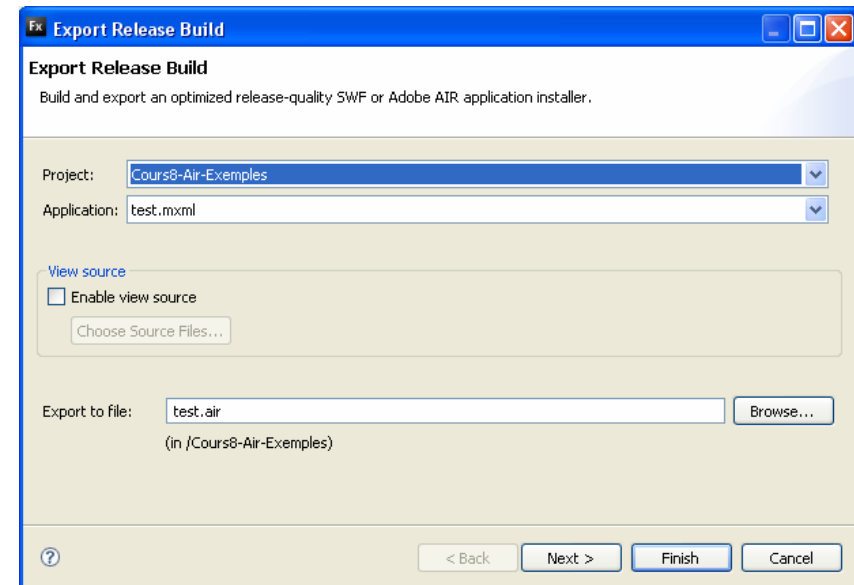 Fx Export Release Build
Export Release Build
Build and export an optimized release-quality SWF or Adobe AIR application installer.
Project: Cours8-Air-Exemples
Application: test.mxml
View source
Enable view source
Choose Source Files...
Export to file: test.air Browse...
(in /Cours8-Air-Exemples)
? < Back Next > Finish Cancel